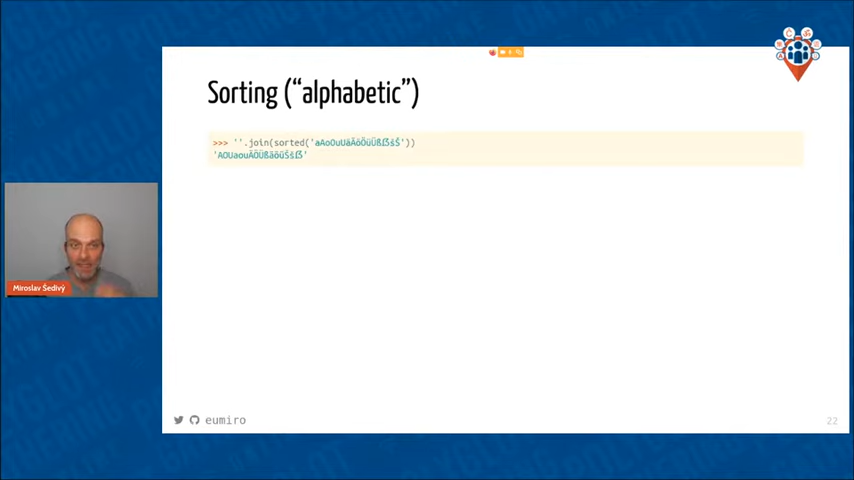 Sorting (“alphabetic”)
>>> ''.join(sorted('aAoOuUäÄöÖüÜßẞšŠ'))
'AOUaouÄÖÜßäöüŠšẞ'
Miroslav Šedivý
eumiro
22